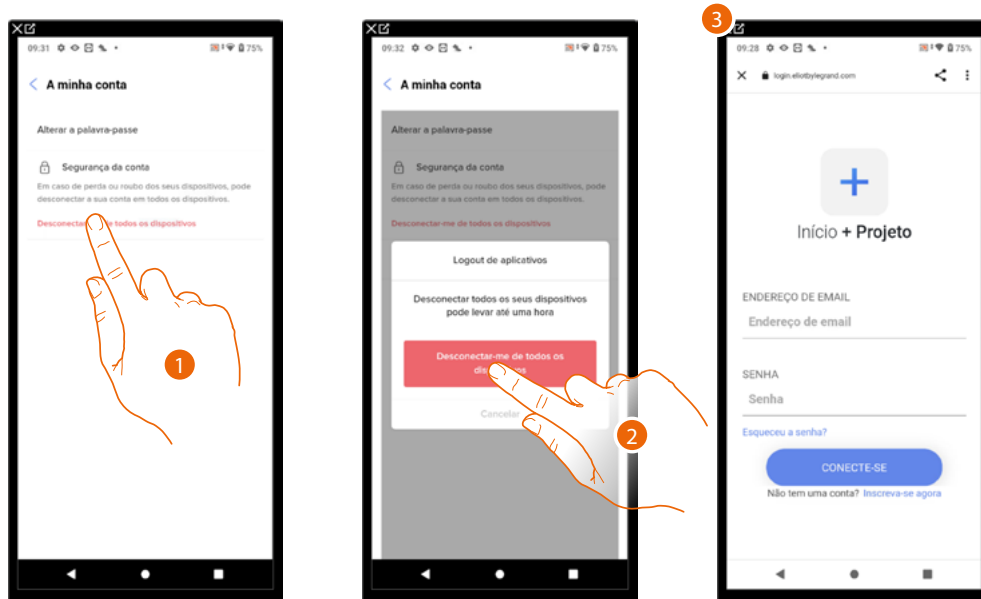 09:31
75%
A minha conta
Alterar a palavra-passe
Segurança da conta
Em caso de perda ou roubo dos seus dispositivos, pode
desconectar a sua conta em todos os dispositivos.
Desconectar de todos os dispositivos
1
09:32
75%
A minha conta
Alterar a palavra-passe
Segurança da conta
Em caso de perda ou roubo dos seus dispositivos, pode
desconectar a sua conta em todos os dispositivos.
Desconectar-me de todos os dispositivos
Logout de aplicativos
Desconectar todos os seus dispositivos
pode levar até uma hora
Desconectar-me de todos os
Cancelar
2
3
09:28
75%
login.eliotbylegrand.com
Início + Projeto
ENDEREÇO DE EMAIL
Endereço de email
SENHA
Senha
Esqueceu a senha?
CONECTE-SE
Não tem uma conta? Inscreva-se agora